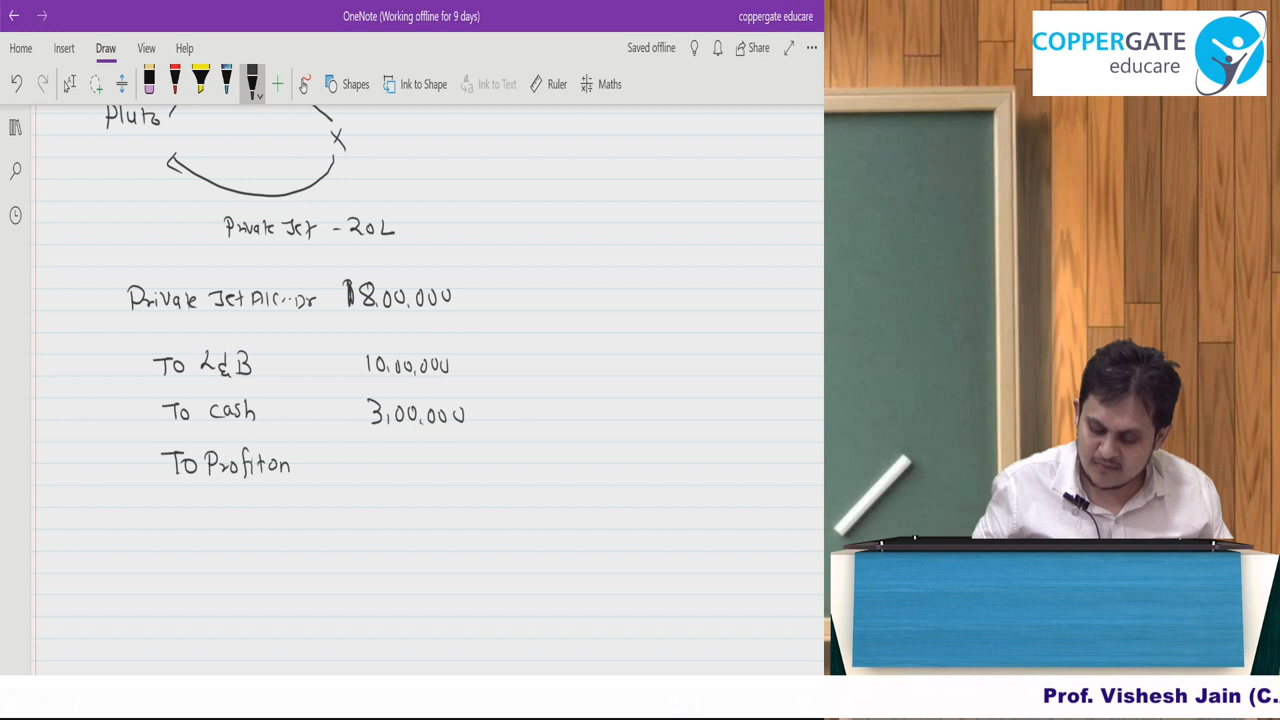 OneNote (Working offline for 9 days)
coppergate educare
Home Insert Draw View Help
Saved offline
Share
Shapes
Ink to Shape
Ink to Text
Ruler
Maths
COPPERGATE
educare
Pluto
X
Private Jet - 20L
Private Jet A/c..Dr 18,00,000
To L&B 10,00,000
To cash 3,00,000
To Profit on
Prof. Vishesh Jain (C.